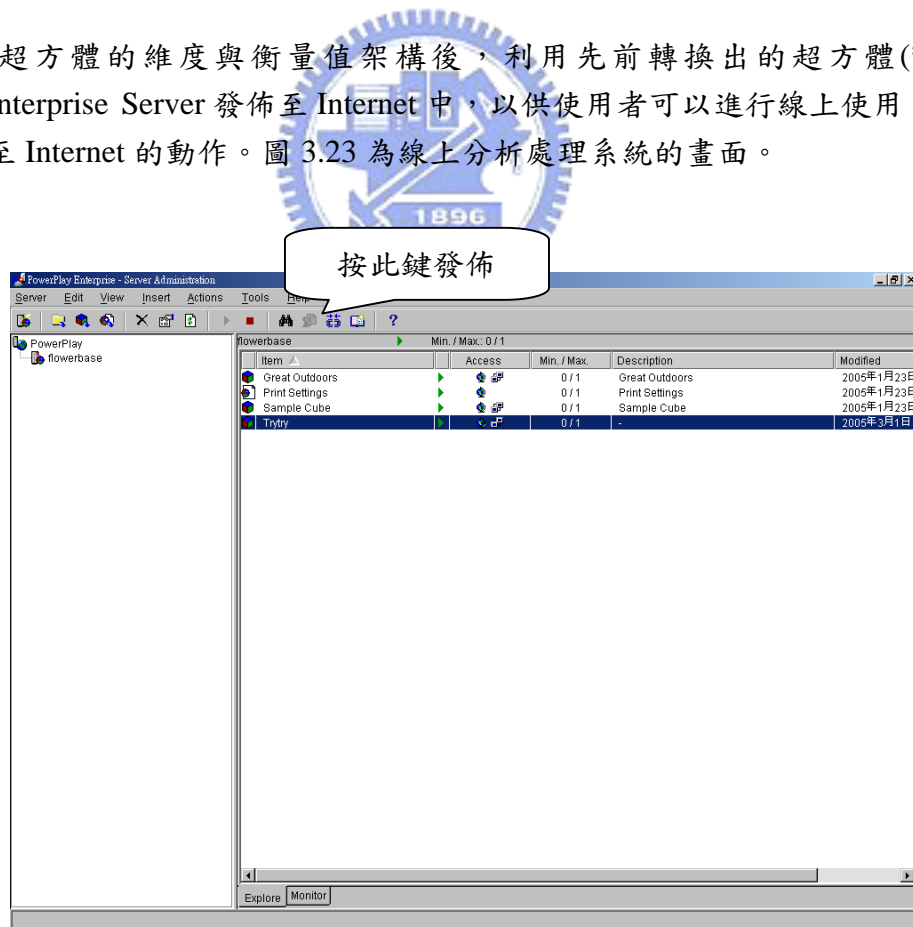 超方體的維度與衡量值架構後，利用先前轉換出的超方體(
nterprise Server 發佈至 Internet 中，以供使用者可以進行線上使用
至 Internet 的動作。圖 3.23 為線上分析處理系統的畫面。
1896
按此鍵發佈
PowerPlay Enterprise - Server Administration
Server Edit View Insert Actions Tools Help
PowerPlay
flowerbase
flowerbase Min. / Max.: 0 / 1
Item Access Min. / Max. Description Modified
Great Outdoors 0 / 1 Great Outdoors 2005年1月23日
Print Settings 0 / 1 Print Settings 2005年1月23日
Sample Cube 0 / 1 Sample Cube 2005年1月23日
Trytry 0 / 1 - 2005年3月1日
Explore Monitor